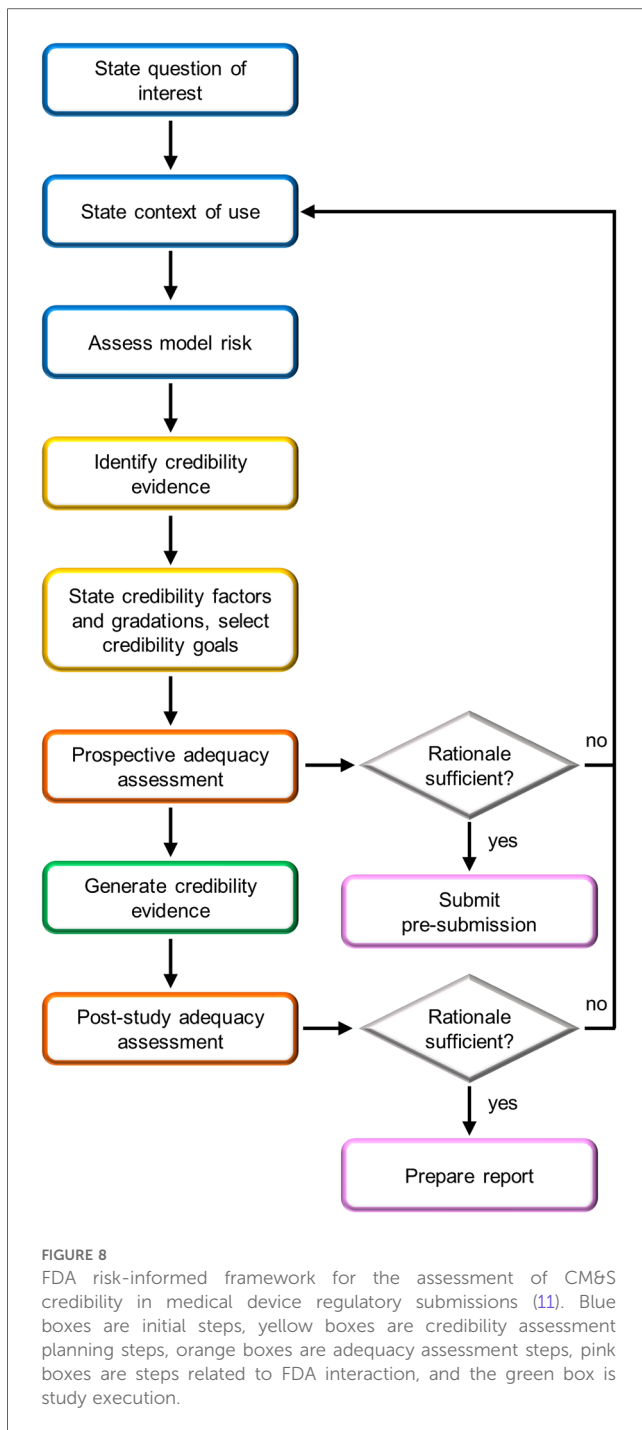 State question of
interest
State context of use
Assess model risk
Identify credibility
evidence
State credibility factors
and gradations, select
credibility goals
Prospective adequacy
assessment
Rationale
sufficient?
no
yes
Generate credibility
evidence
Submit
pre-submission
Post-study adequacy
assessment
Rationale
sufficient?
no
yes
Prepare report
FIGURE 8
FDA risk-informed framework for the assessment of CM&S
credibility in medical device regulatory submissions (11). Blue
boxes are initial steps, yellow boxes are credibility assessment
planning steps, orange boxes are adequacy assessment steps, pink
boxes are steps related to FDA interaction, and the green box is
study execution.